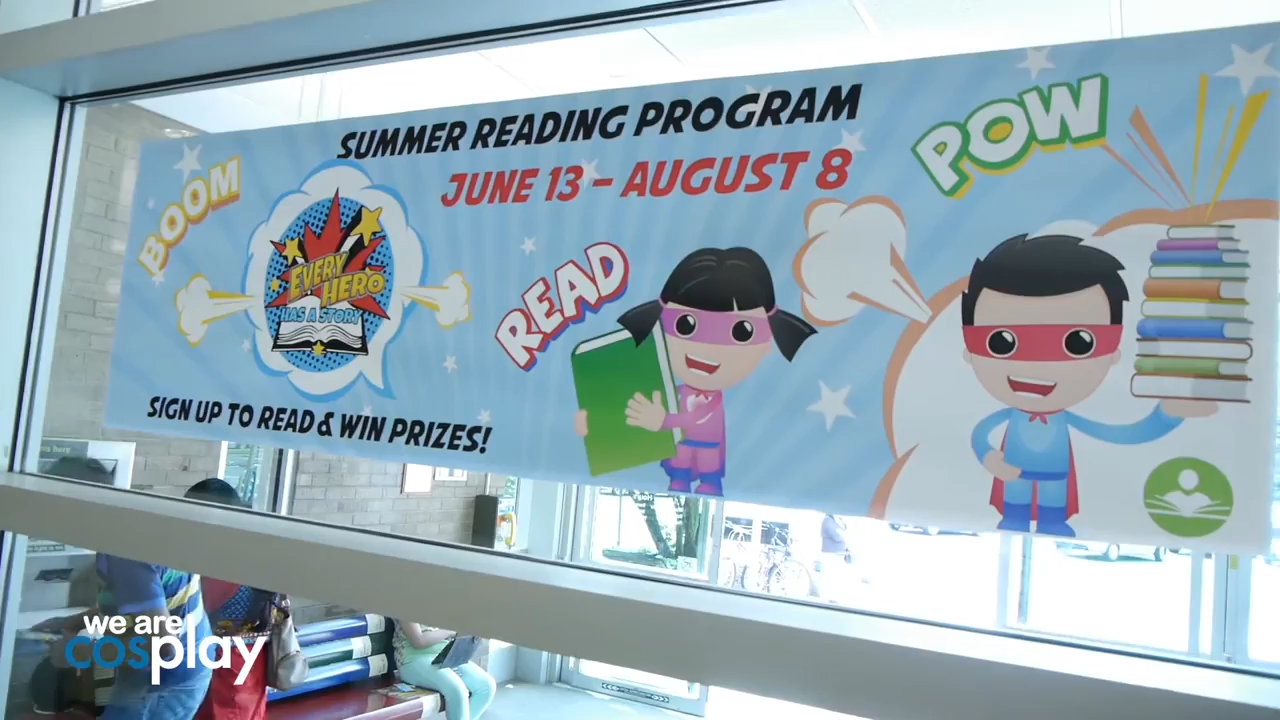 SUMMER READING PROGRAM
JUNE 13 – AUGUST 8
BOOM
EVERY
HERO
HAS A STORY
READ
POW
SIGN UP TO READ & WIN PRIZES!
we are
cosplay